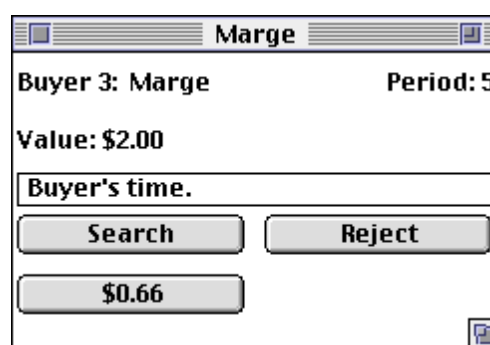 Marge
Buyer 3: Marge Period: 5
Value: $2.00
Buyer's time.
Search Reject
$0.66